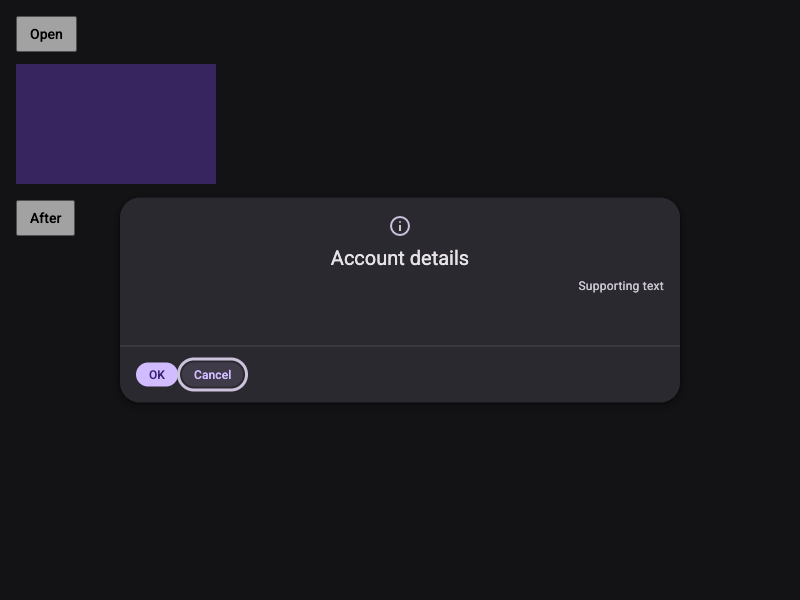 Open
After
Account details
Supporting text
OK
Cancel